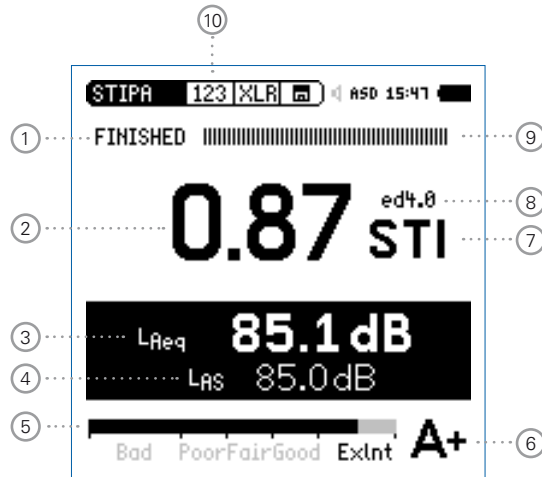 10
STIPA 123 XLR ASD 15:47
1 FINISHED 9
ed4.0 8
2 0.87 STI 7
3 LAeq 85.1 dB
4 LAS 85.0 dB
5
Bad Poor Fair Good Exlnt A+ 6